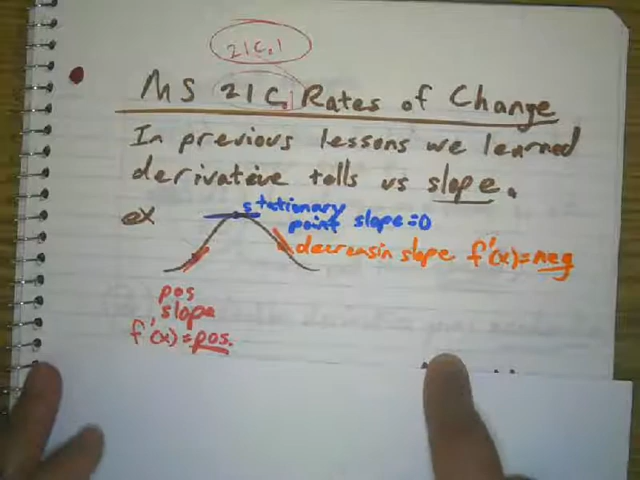 21C.1
MS 21C.1 Rates of Change
In previous lessons we learned
derivative tells us slope.
ex
stationary
point slope=0
decreasin slope f'(x)=neg
pos
slope
f'(x)=pos.